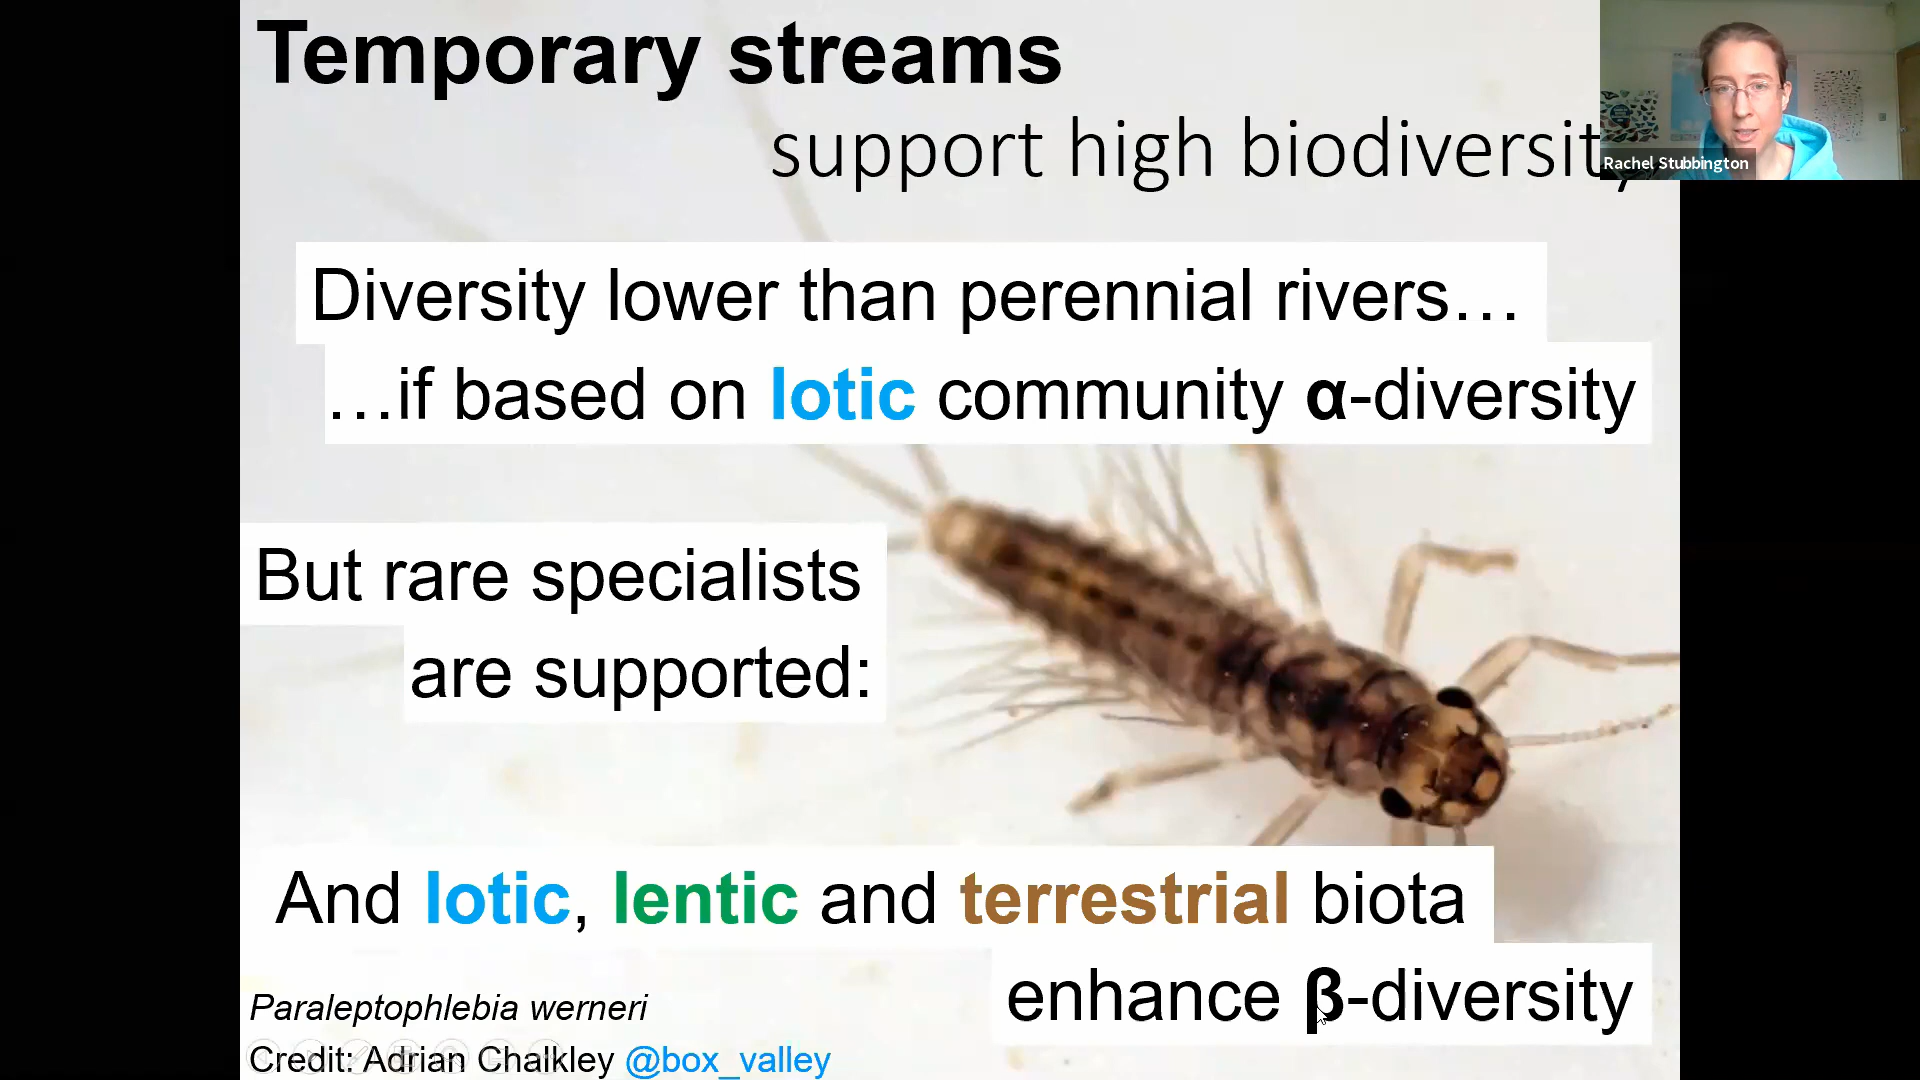 Temporary streams
support high biodiversity
Rachel Stubbington
Diversity lower than perennial rivers…
…if based on lotic community α-diversity
But rare specialists
are supported:
And lotic, lentic and terrestrial biota
enhance β-diversity
Paraleptophlebia werneri
Credit: Adrian Chalkley @box_valley